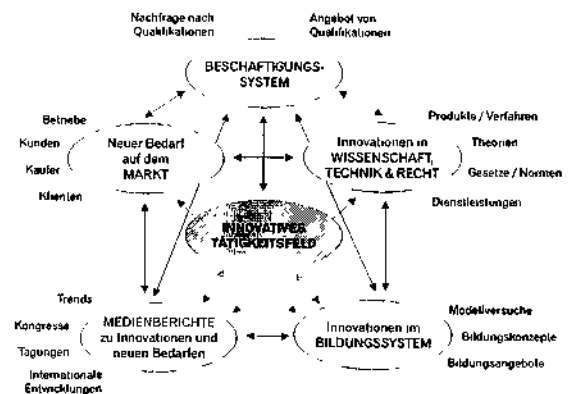 Nachfrage nach
Qualifikationen
Angebot von
Qualifikationen
BESCHÄFTIGUNGS-
SYSTEM
Betriebe
Kunden
Käufer
Klienten
Neuer Bedarf
auf dem
MARKT
Innovationen in
WISSENSCHAFT,
TECHNIK & RECHT
Produkte / Verfahren
Theorien
Gesetze / Normen
Dienstleistungen
INNOVATIVES
TÄTIGKEITSFELD
Trends
Kongresse
Tagungen
Internationale
Entwicklungen
MEDIENBERICHTE
zu Innovationen und
neuen Bedarfen
Innovationen im
BILDUNGSSYSTEM
Modellversuche
Bildungskonzepte
Bildungsangebote